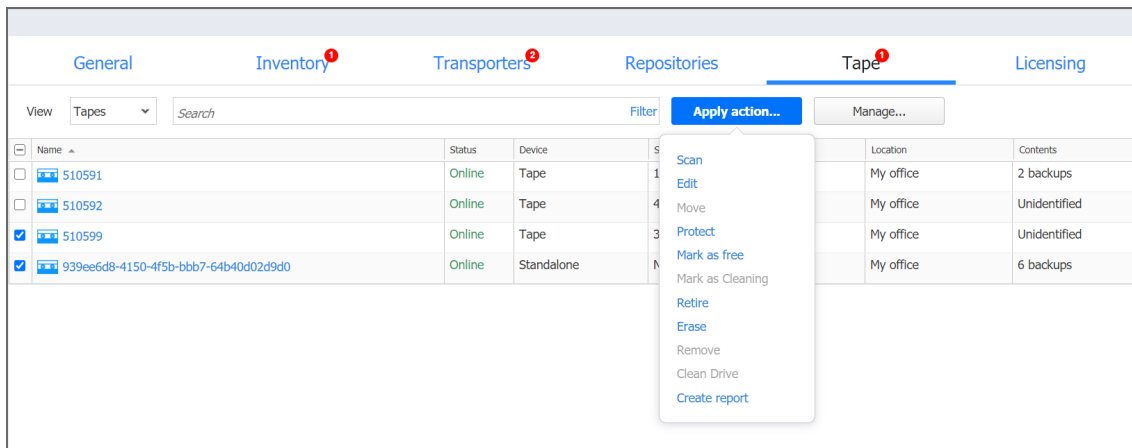 General Inventory 1 Transporters 2 Repositories Tape 1 Licensing
View Tapes Search Filter Apply action... Manage...
Name Status Device S Location Contents
510591 Online Tape 1 My office 2 backups
510592 Online Tape 4 My office Unidentified
510599 Online Tape 3 My office Unidentified
939ee6d8-4150-4f5b-bbb7-64b40d02d9d0 Online Standalone N My office 6 backups
Scan
Edit
Move
Protect
Mark as free
Mark as Cleaning
Retire
Erase
Remove
Clean Drive
Create report